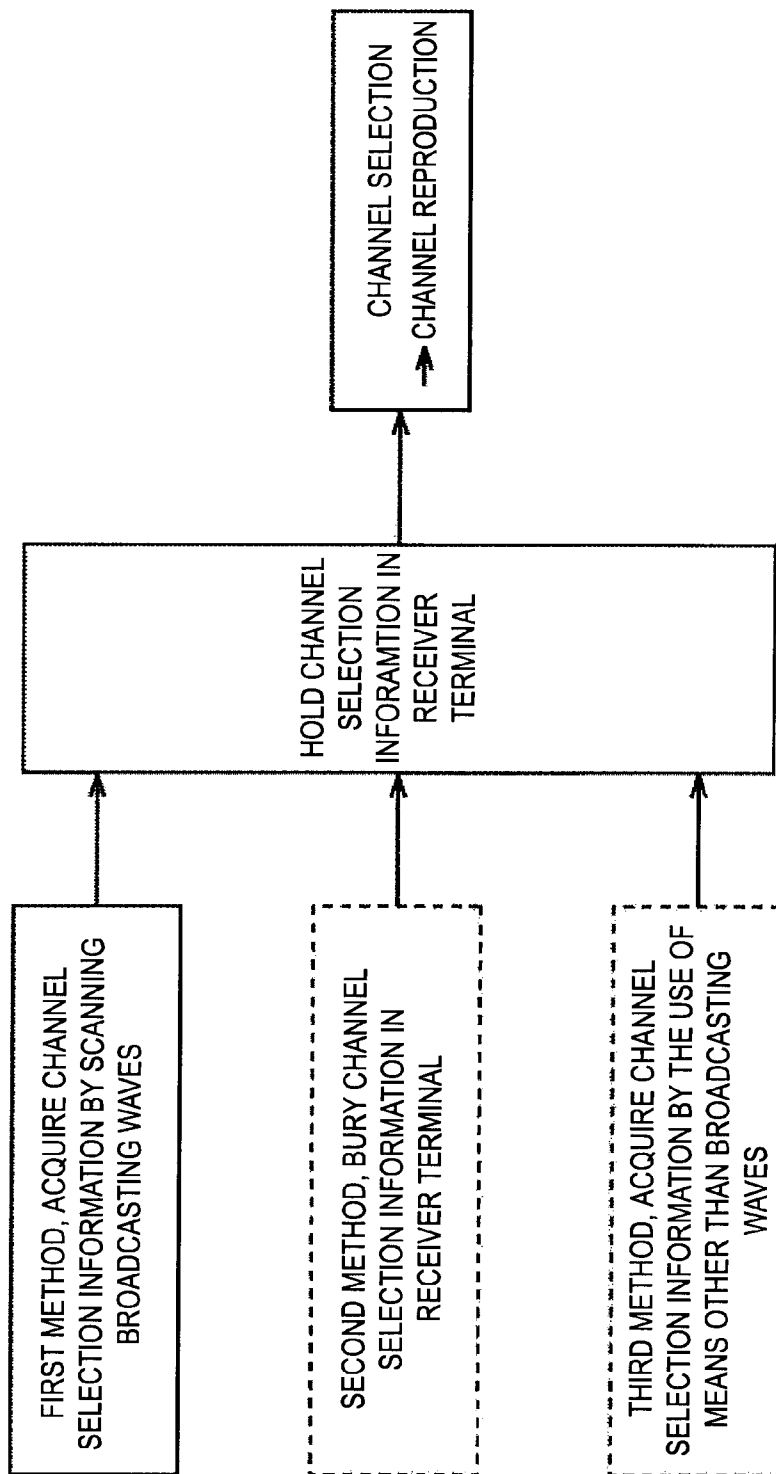 FIRST METHOD, ACQUIRE CHANNEL
SELECTION INFORMATION BY SCANNING
BROADCASTING WAVES
SECOND METHOD, BURY CHANNEL
SELECTION INFORMATION IN
RECEIVER TERMINAL
THIRD METHOD, ACQUIRE CHANNEL
SELECTION INFORMATION BY THE USE OF
MEANS OTHER THAN BROADCASTING
WAVES
HOLD CHANNEL
SELECTION
INFORAMTION IN
RECEIVER
TERMINAL
CHANNEL SELECTION
→ CHANNEL REPRODUCTION